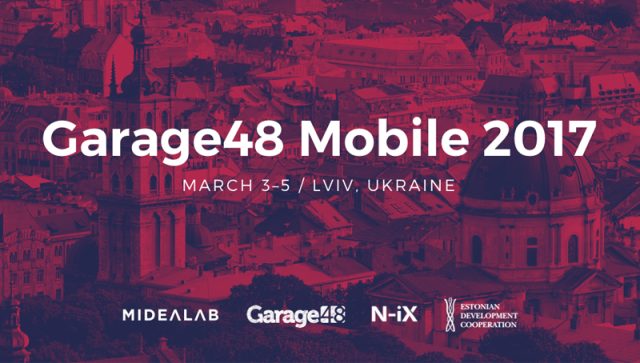 Garage48 Mobile 2017
MARCH 3-5 / LVIV, UKRAINE
MIDEALAB
Garage48
N-iX
ESTONIAN
DEVELOPMENT
COOPERATION